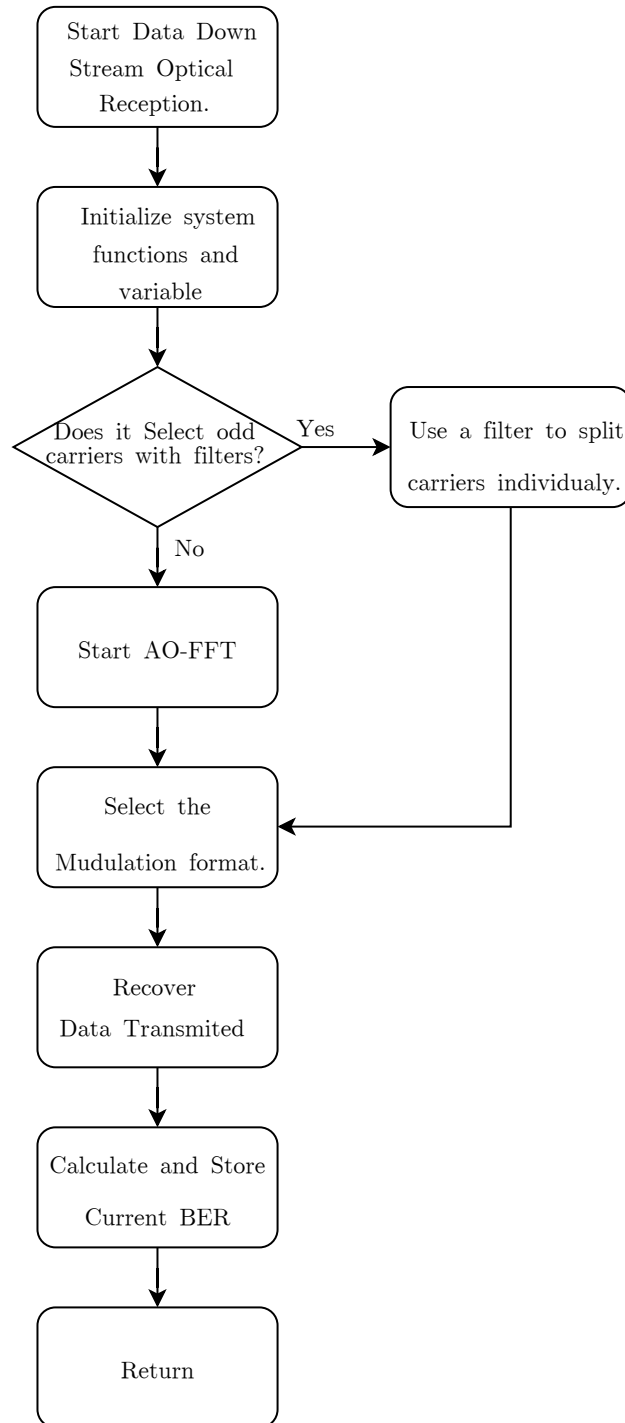 Start Data Down
Stream Optical
Reception.
Initialize system
functions and
variable
Does it Select odd
carriers with filters?
Yes
Use a filter to split
carriers individualy.
No
Start AO-FFT
Select the
Mudulation format.
Recover
Data Transmited
Calculate and Store
Current BER
Return